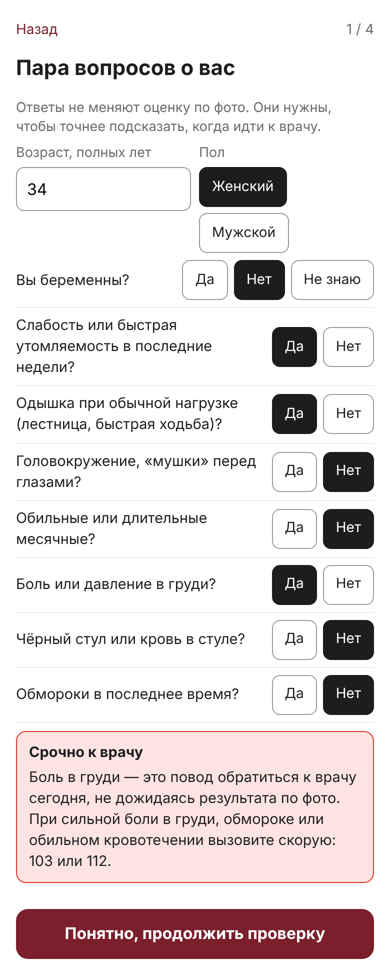 Назад
1 / 4
Пара вопросов о вас
Ответы не меняют оценку по фото. Они нужны,
чтобы точнее подсказать, когда идти к врачу.
Возраст, полных лет
Пол
34
Женский
Мужской
Вы беременны?
Да
Нет
Не знаю
Слабость или быстрая
утомляемость в последние
недели?
Да
Нет
Одышка при обычной нагрузке
(лестница, быстрая ходьба)?
Да
Нет
Головокружение, «мушки» перед
глазами?
Да
Нет
Обильные или длительные
месячные?
Да
Нет
Боль или давление в груди?
Да
Нет
Чёрный стул или кровь в стуле?
Да
Нет
Обмороки в последнее время?
Да
Нет
Срочно к врачу
Боль в груди — это повод обратиться к врачу
сегодня, не дожидаясь результата по фото.
При сильной боли в груди, обмороке или
обильном кровотечении вызовите скорую:
103 или 112.
Понятно, продолжить проверку